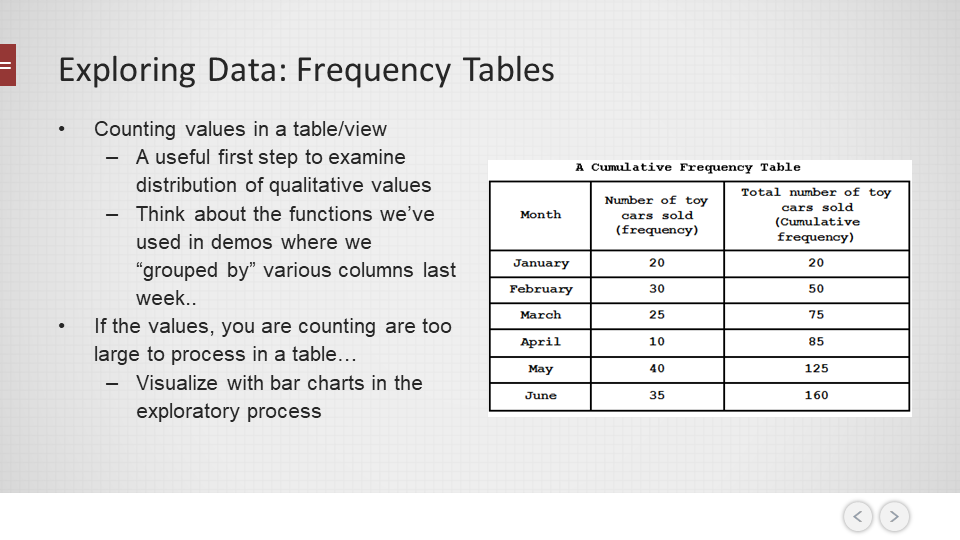 Exploring Data: Frequency Tables
• Counting values in a table/view
– A useful first step to examine
distribution of qualitative values
– Think about the functions we’ve
used in demos where we
“grouped by” various columns last
week..
• If the values, you are counting are too
large to process in a table…
– Visualize with bar charts in the
exploratory process
A Cumulative Frequency Table
Month
Number of toy
cars sold
(frequency)
Total number of toy
cars sold
(Cumulative
frequency)
January 20 20
February 30 50
March 25 75
April 10 85
May 40 125
June 35 160